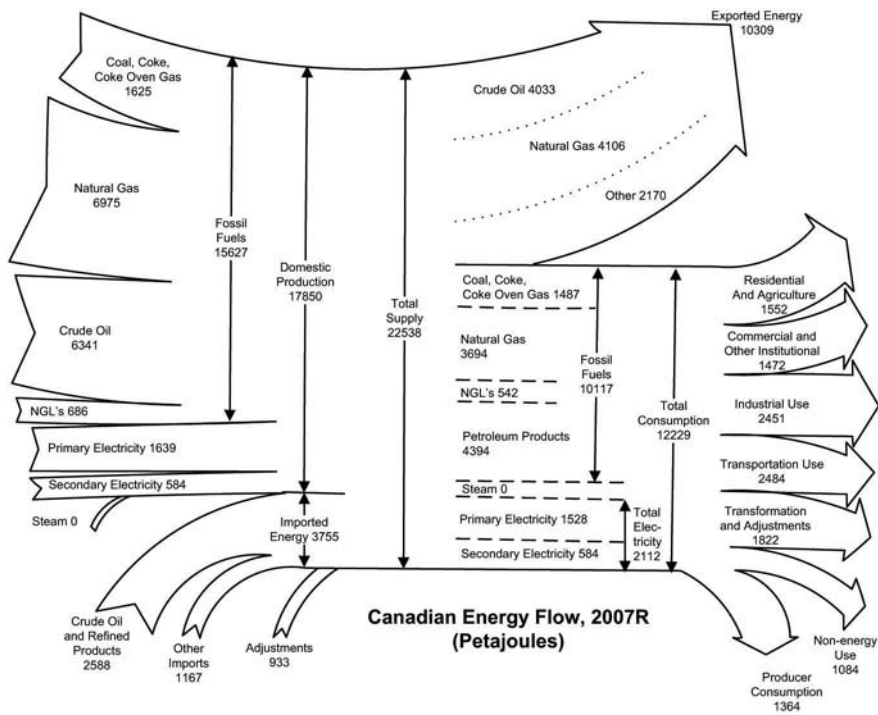 Exported Energy
10309
Coal, Coke,
Coke Oven Gas
1625
Natural Gas
6975
Crude Oil
6341
NGL's 686
Primary Electricity 1639
Secondary Electricity 584
Steam 0
Crude Oil
and Refined
Products
2588
Other
Imports
1167
Adjustments
933
Fossil
Fuels
15627
Domestic
Production
17850
Imported
Energy 3755
Total
Supply
22538
Crude Oil 4033
Natural Gas 4106
Other 2170
Coal, Coke,
Coke Oven Gas 1487
Natural Gas
3694
NGL's 542
Petroleum Products
4394
Steam 0
Primary Electricity 1528
Secondary Electricity 584
Fossil
Fuels
10117
Total
Elec-
tricity
2112
Total
Consumption
12229
Residential
And Agriculture
1552
Commercial and
Other Institutional
1472
Industrial Use
2451
Transportation Use
2484
Transformation
and Adjustments
1822
Non-energy
Use
1084
Producer
Consumption
1364
Canadian Energy Flow, 2007R
(Petajoules)